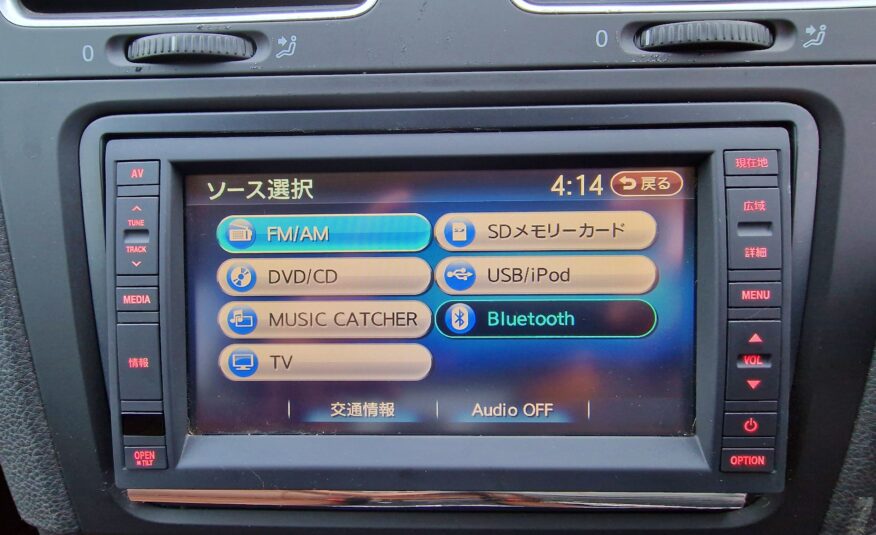 0
0
AV
TUNE
TRACK
MEDIA
情報
OPEN
TILT
ソース選択
4:14
戻る
FM/AM
SDメモリーカード
DVD/CD
USB/iPod
MUSIC CATCHER
Bluetooth
TV
交通情報
Audio OFF
現在地
広域
詳細
MENU
VOL
OPTION